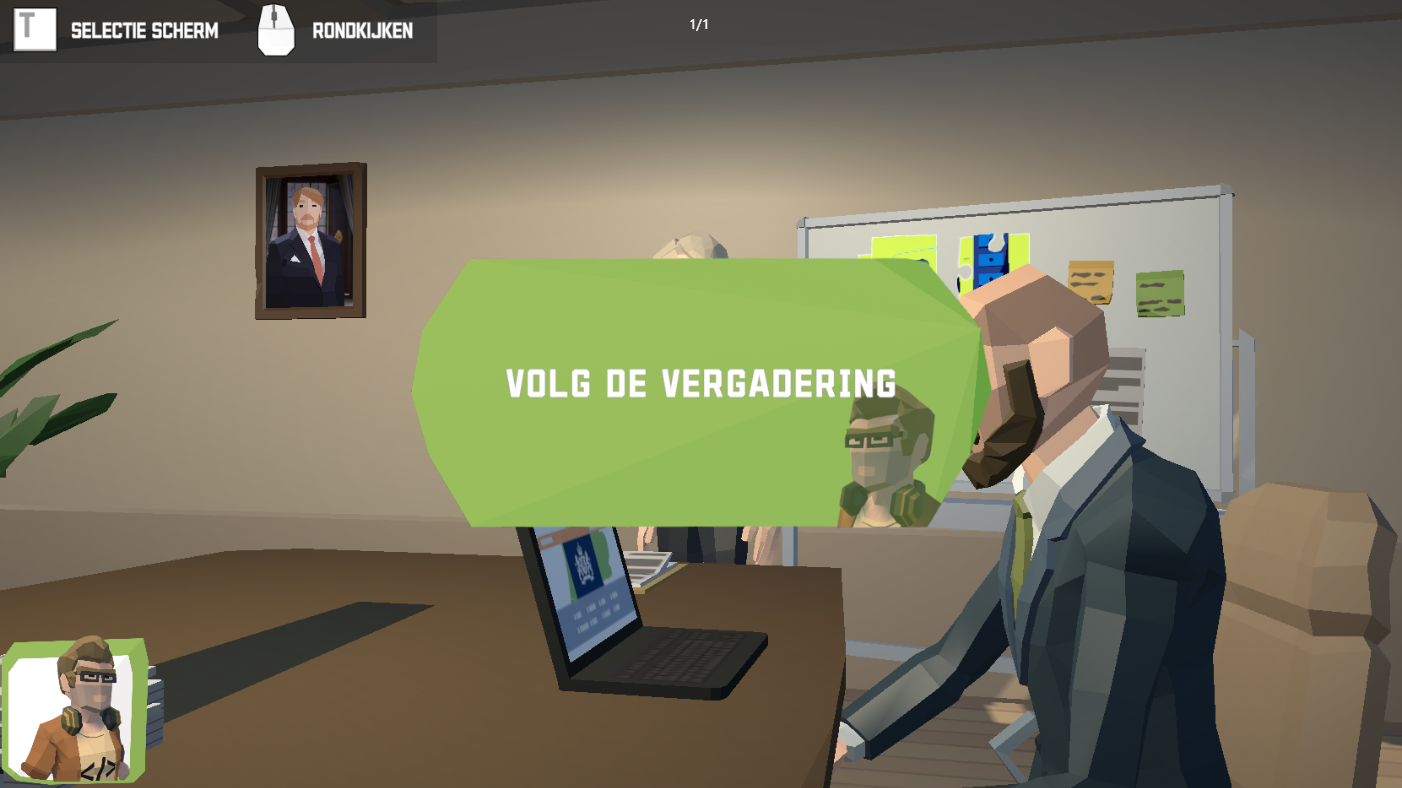 T
SELECTIE SCHERM
RONDKIJKEN
1/1
VOLG DE VERGADERING
</>